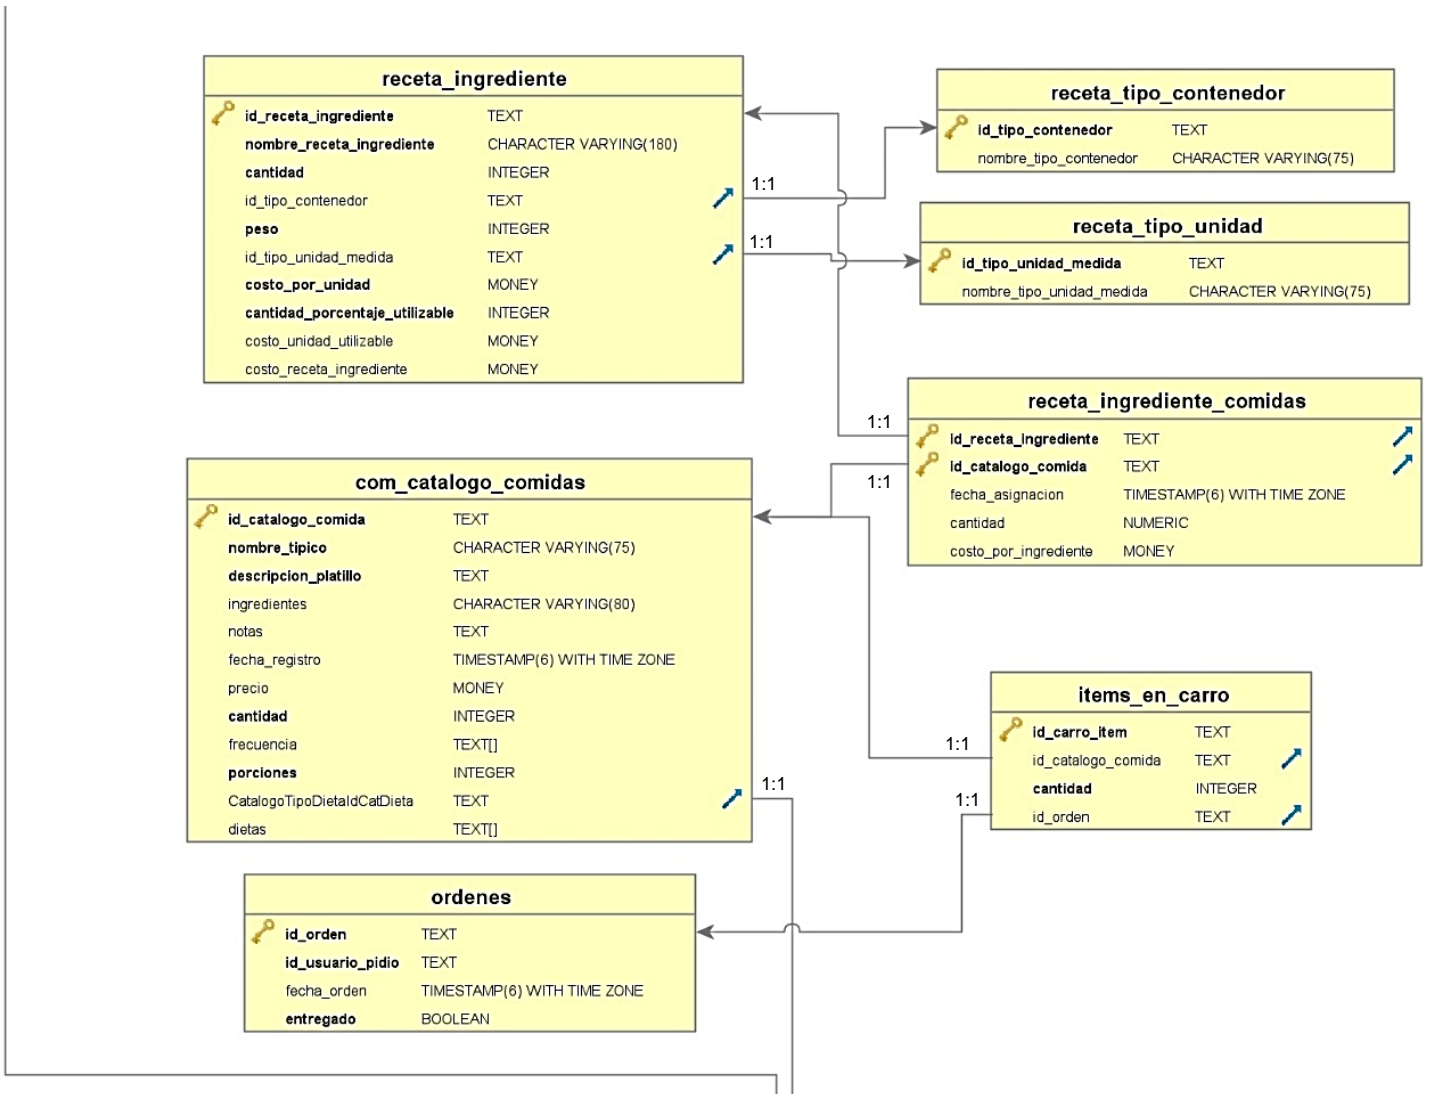 receta_ingrediente
id_receta_ingrediente TEXT
nombre_receta_ingrediente CHARACTER VARYING(180)
cantidad INTEGER
id_tipo_contenedor TEXT
peso INTEGER
id_tipo_unidad_medida TEXT
costo_por_unidad MONEY
cantidad_porcentaje_utilizable INTEGER
costo_unidad_utilizable MONEY
costo_receta_ingrediente MONEY
1:1
1:1
receta_tipo_contenedor
id_tipo_contenedor TEXT
nombre_tipo_contenedor CHARACTER VARYING(75)
receta_tipo_unidad
id_tipo_unidad_medida TEXT
nombre_tipo_unidad_medida CHARACTER VARYING(75)
receta_ingrediente_comidas
1:1
id_receta_ingrediente TEXT
id_catalogo_comida TEXT
1:1
fecha_asignacion TIMESTAMP(6) WITH TIME ZONE
cantidad NUMERIC
costo_por_ingrediente MONEY
com_catalogo_comidas
id_catalogo_comida TEXT
nombre_tipico CHARACTER VARYING(75)
descripcion_platillo TEXT
ingredientes CHARACTER VARYING(80)
notas TEXT
fecha_registro TIMESTAMP(6) WITH TIME ZONE
precio MONEY
cantidad INTEGER
frecuencia TEXT[]
porciones INTEGER
CatalogoTipoDietaIdCatDieta TEXT
dietas TEXT[]
1:1
items_en_carro
id_carro_item TEXT
1:1
id_catalogo_comida TEXT
cantidad INTEGER
1:1
id_orden TEXT
ordenes
id_orden TEXT
id_usuario_pidio TEXT
fecha_orden TIMESTAMP(6) WITH TIME ZONE
entregado BOOLEAN